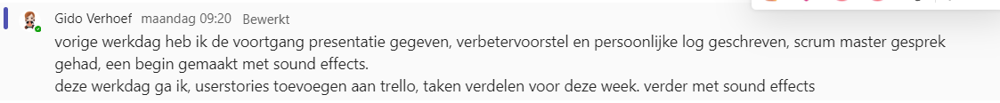 Gido Verhoef maandag 09:20 Bewerkt
vorige werkdag heb ik de voortgang presentatie gegeven, verbetervoorstel en persoonlijke log geschreven, scrum master gesprek
gehad, een begin gemaakt met sound effects.
deze werkdag ga ik, userstories toevoegen aan trello, taken verdelen voor deze week. verder met sound effects